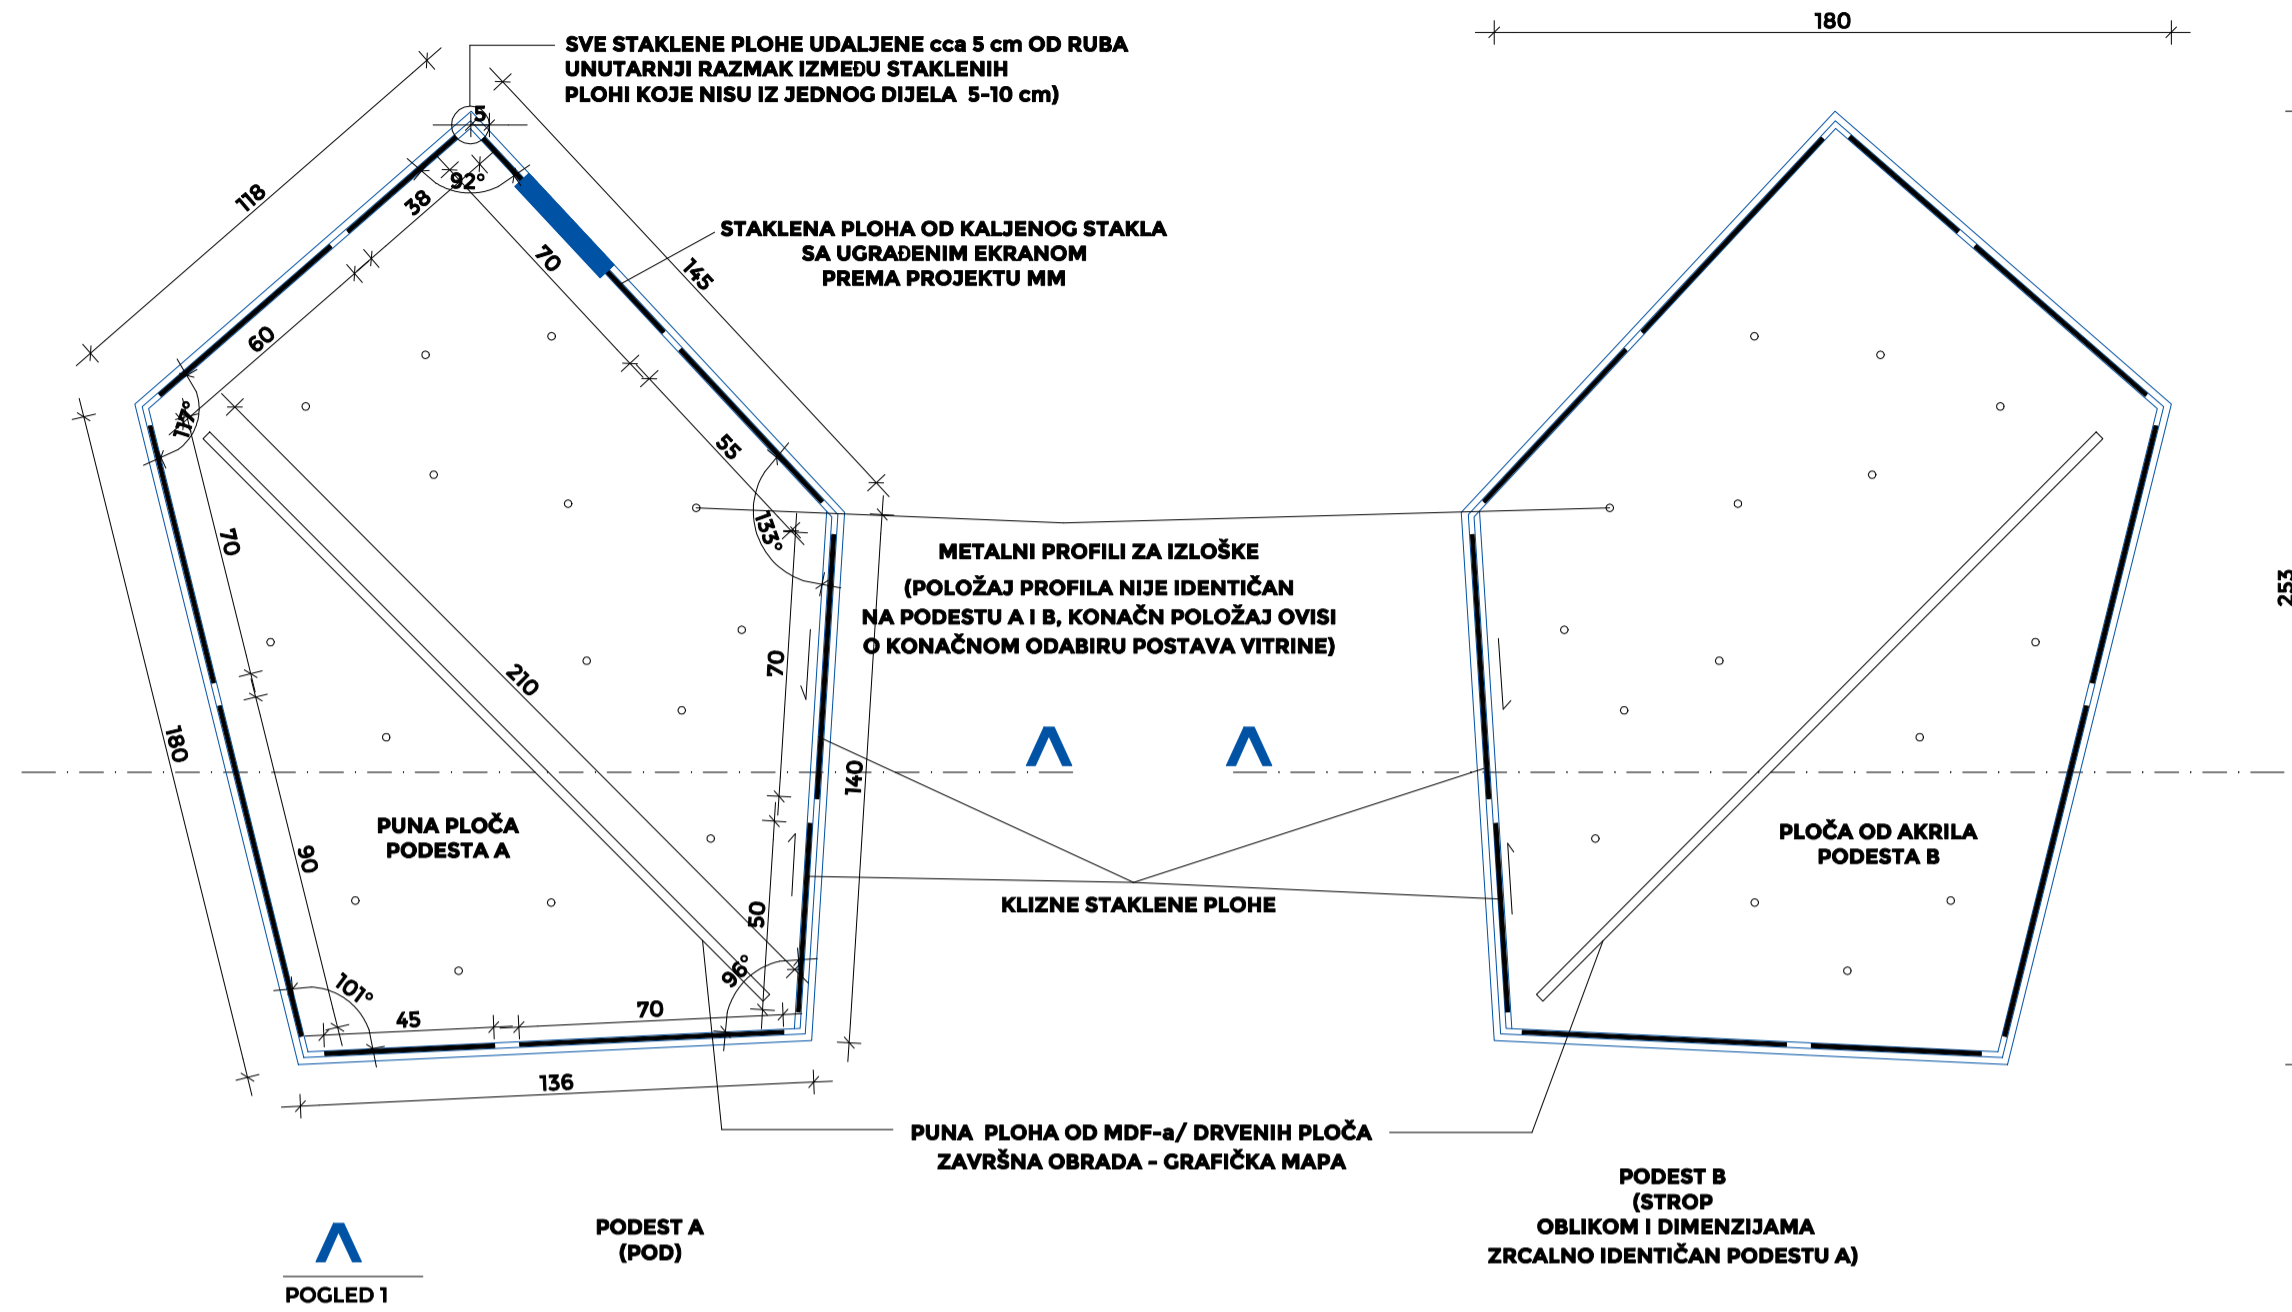 SVE STAKLENE PLOHE UDALJENE cca 5 cm OD RUBA
UNUTARNJI RAZMAK IZMEĐU STAKLENIH
PLOHI KOJE NISU IZ JEDNOG DIJELA  5-10 cm)
180
5
118
92°
38
70
STAKLENA PLOHA OD KALJENOG STAKLA
SA UGRAĐENIM EKRANOM
PREMA PROJEKTU MM
145
60
117°
55
133°
70
METALNI PROFILI ZA IZLOŠKE
(POLOŽAJ PROFILA NIJE IDENTIČAN
NA PODESTU A I B, KONAČN POLOŽAJ OVISI
O KONAČNOM ODABIRU POSTAVA VITRINE)
253
70
210
180
140
PUNA PLOČA
PODESTA A
PLOČA OD AKRILA
PODESTA B
90
50
KLIZNE STAKLENE PLOHE
96°
101°
45
70
136
PUNA  PLOHA OD MDF-a/ DRVENIH PLOČA
ZAVRŠNA OBRADA - GRAFIČKA MAPA
PODEST B
(STROP
OBLIKOM I DIMENZIJAMA
ZRCALNO IDENTIČAN PODESTU A)
PODEST A
(POD)
POGLED 1